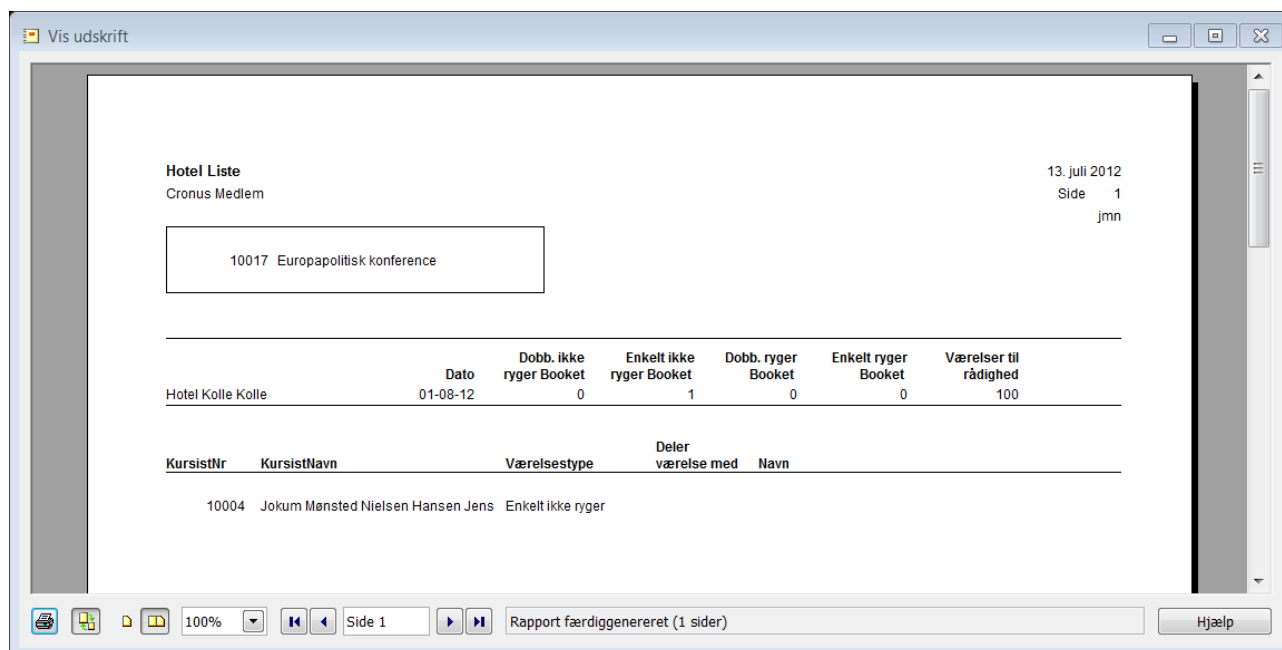 Vis udskrift
Hotel Liste 13. juli 2012
Cronus Medlem Side 1
jmn
10017 Europapolitisk konference
Dobb. ikke Enkelt ikke Dobb. ryger Enkelt ryger Værelser til
Dato ryger Booket ryger Booket Booket Booket rådighed
Hotel Kolle Kolle 01-08-12 0 1 0 0 100
Deler
KursistNr KursistNavn Værelsestype værelse med Navn
10004 Jokum Mønsted Nielsen Hansen Jens Enkelt ikke ryger
100% Side 1 Rapport færdiggenereret (1 sider) Hjælp